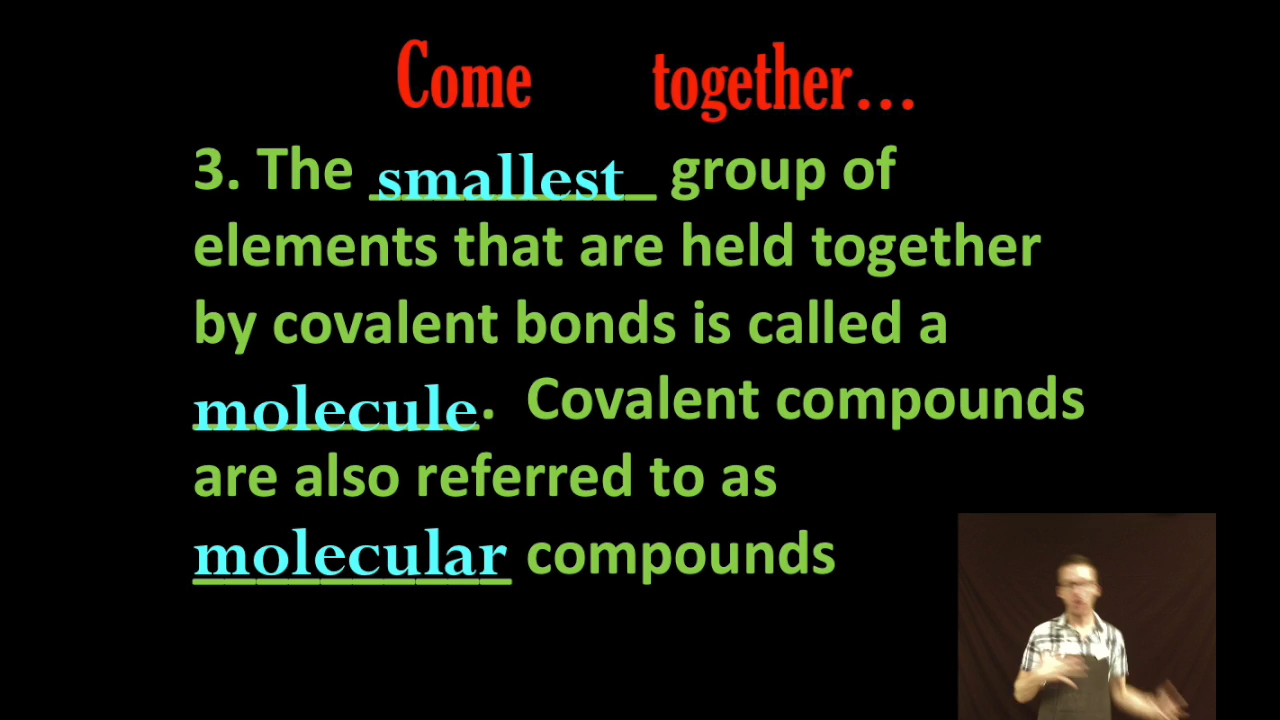 Come together...
3. The smallest group of
elements that are held together
by covalent bonds is called a
molecule. Covalent compounds
are also referred to as
molecular compounds